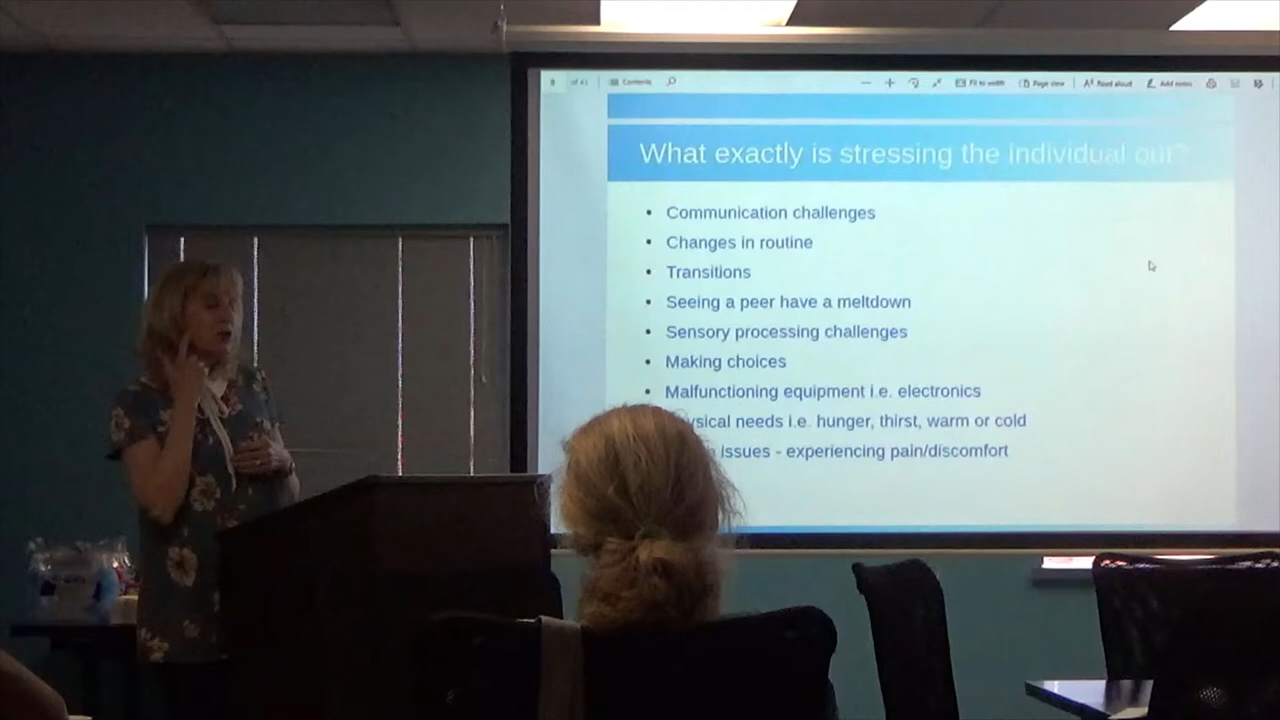 9 of 41 Contents Fit to width Page view Read aloud Add notes
What exactly is stressing the individual out?
• Communication challenges
• Changes in routine
• Transitions
• Seeing a peer have a meltdown
• Sensory processing challenges
• Making choices
• Malfunctioning equipment i.e. electronics
needs i.e. hunger, thirst, warm or cold
issues - experiencing pain/discomfort